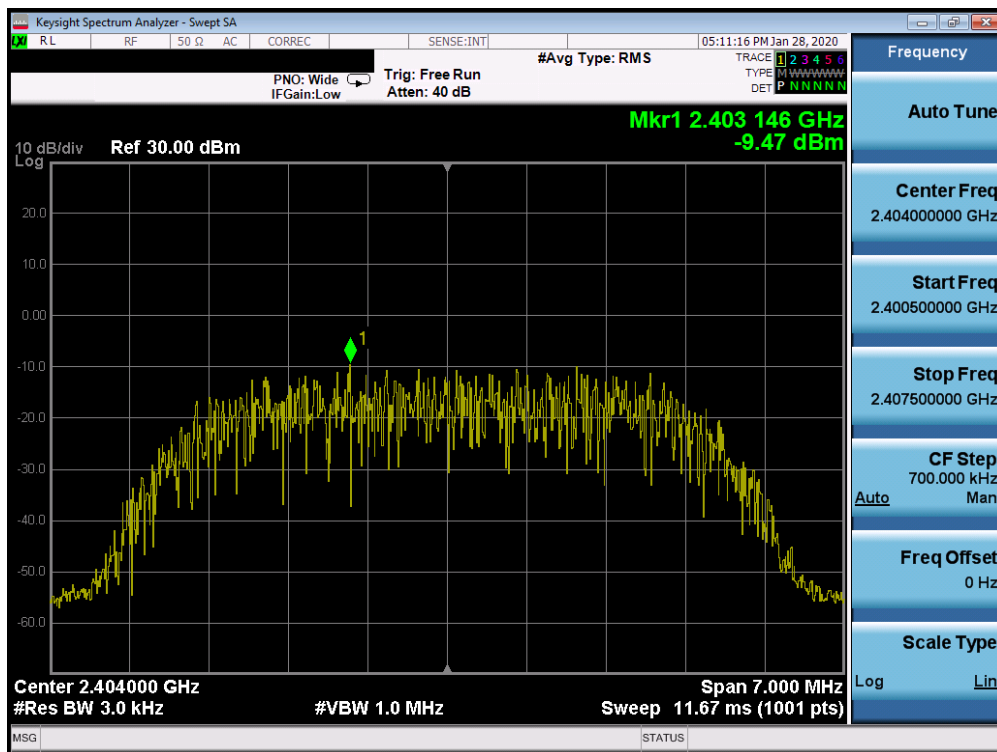 Keysight Spectrum Analyzer - Swept SA
LXI RL RF 50 Ω AC CORREC SENSE:INT 05:11:16 PM Jan 28, 2020
#Avg Type: RMS TRACE 1 2 3 4 5 6
PNO: Wide Trig: Free Run TYPE M WWWWW
IFGain:Low Atten: 40 dB DET P N N N N N
Mkr1 2.403 146 GHz
-9.47 dBm
10 dB/div Ref 30.00 dBm
Log
20.0
10.0
0.00
1
-10.0
-20.0
-30.0
-40.0
-50.0
-60.0
Center 2.404000 GHz Span 7.000 MHz
#Res BW 3.0 kHz #VBW 1.0 MHz Sweep 11.67 ms (1001 pts)
MSG STATUS
Frequency
Auto Tune
Center Freq
2.404000000 GHz
Start Freq
2.400500000 GHz
Stop Freq
2.407500000 GHz
CF Step
700.000 kHz
Auto Man
Freq Offset
0 Hz
Scale Type
Log Lin